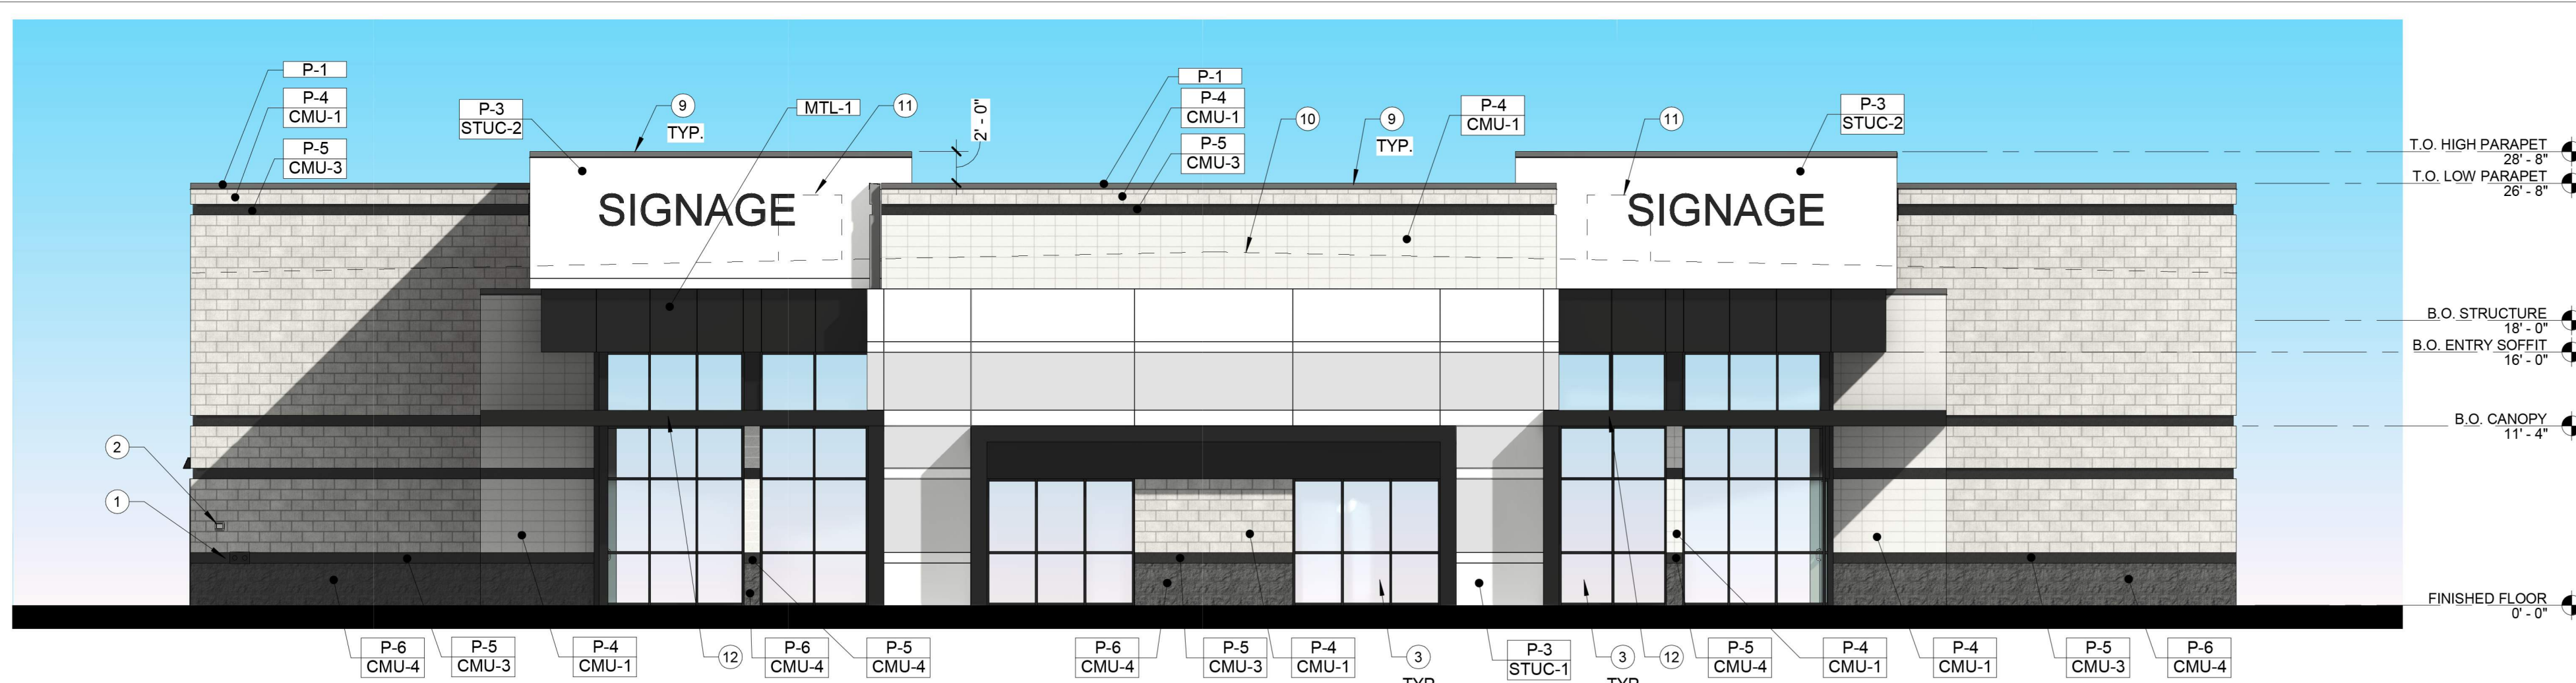 P-1
P-4
CMU-1
P-5
CMU-3
P-3
STUC-2
9
TYP.
MTL-1
11
2' - 0"
P-1
P-4
CMU-1
P-5
CMU-3
10
9
TYP.
P-4
CMU-1
11
P-3
STUC-2
T.O. HIGH PARAPET
28' - 8"
T.O. LOW PARAPET
26' - 8"
SIGNAGE
SIGNAGE
B.O. STRUCTURE
18' - 0"
B.O. ENTRY SOFFIT
16' - 0"
B.O. CANOPY
11' - 4"
2
1
FINISHED FLOOR
0' - 0"
P-6
CMU-4
P-5
CMU-3
P-4
CMU-1
12
P-6
CMU-4
P-5
CMU-4
P-6
CMU-4
P-5
CMU-3
P-4
CMU-1
3
TYP.
P-3
STUC-1
3
TYP.
12
P-5
CMU-4
P-4
CMU-1
P-4
CMU-1
P-5
CMU-3
P-6
CMU-4